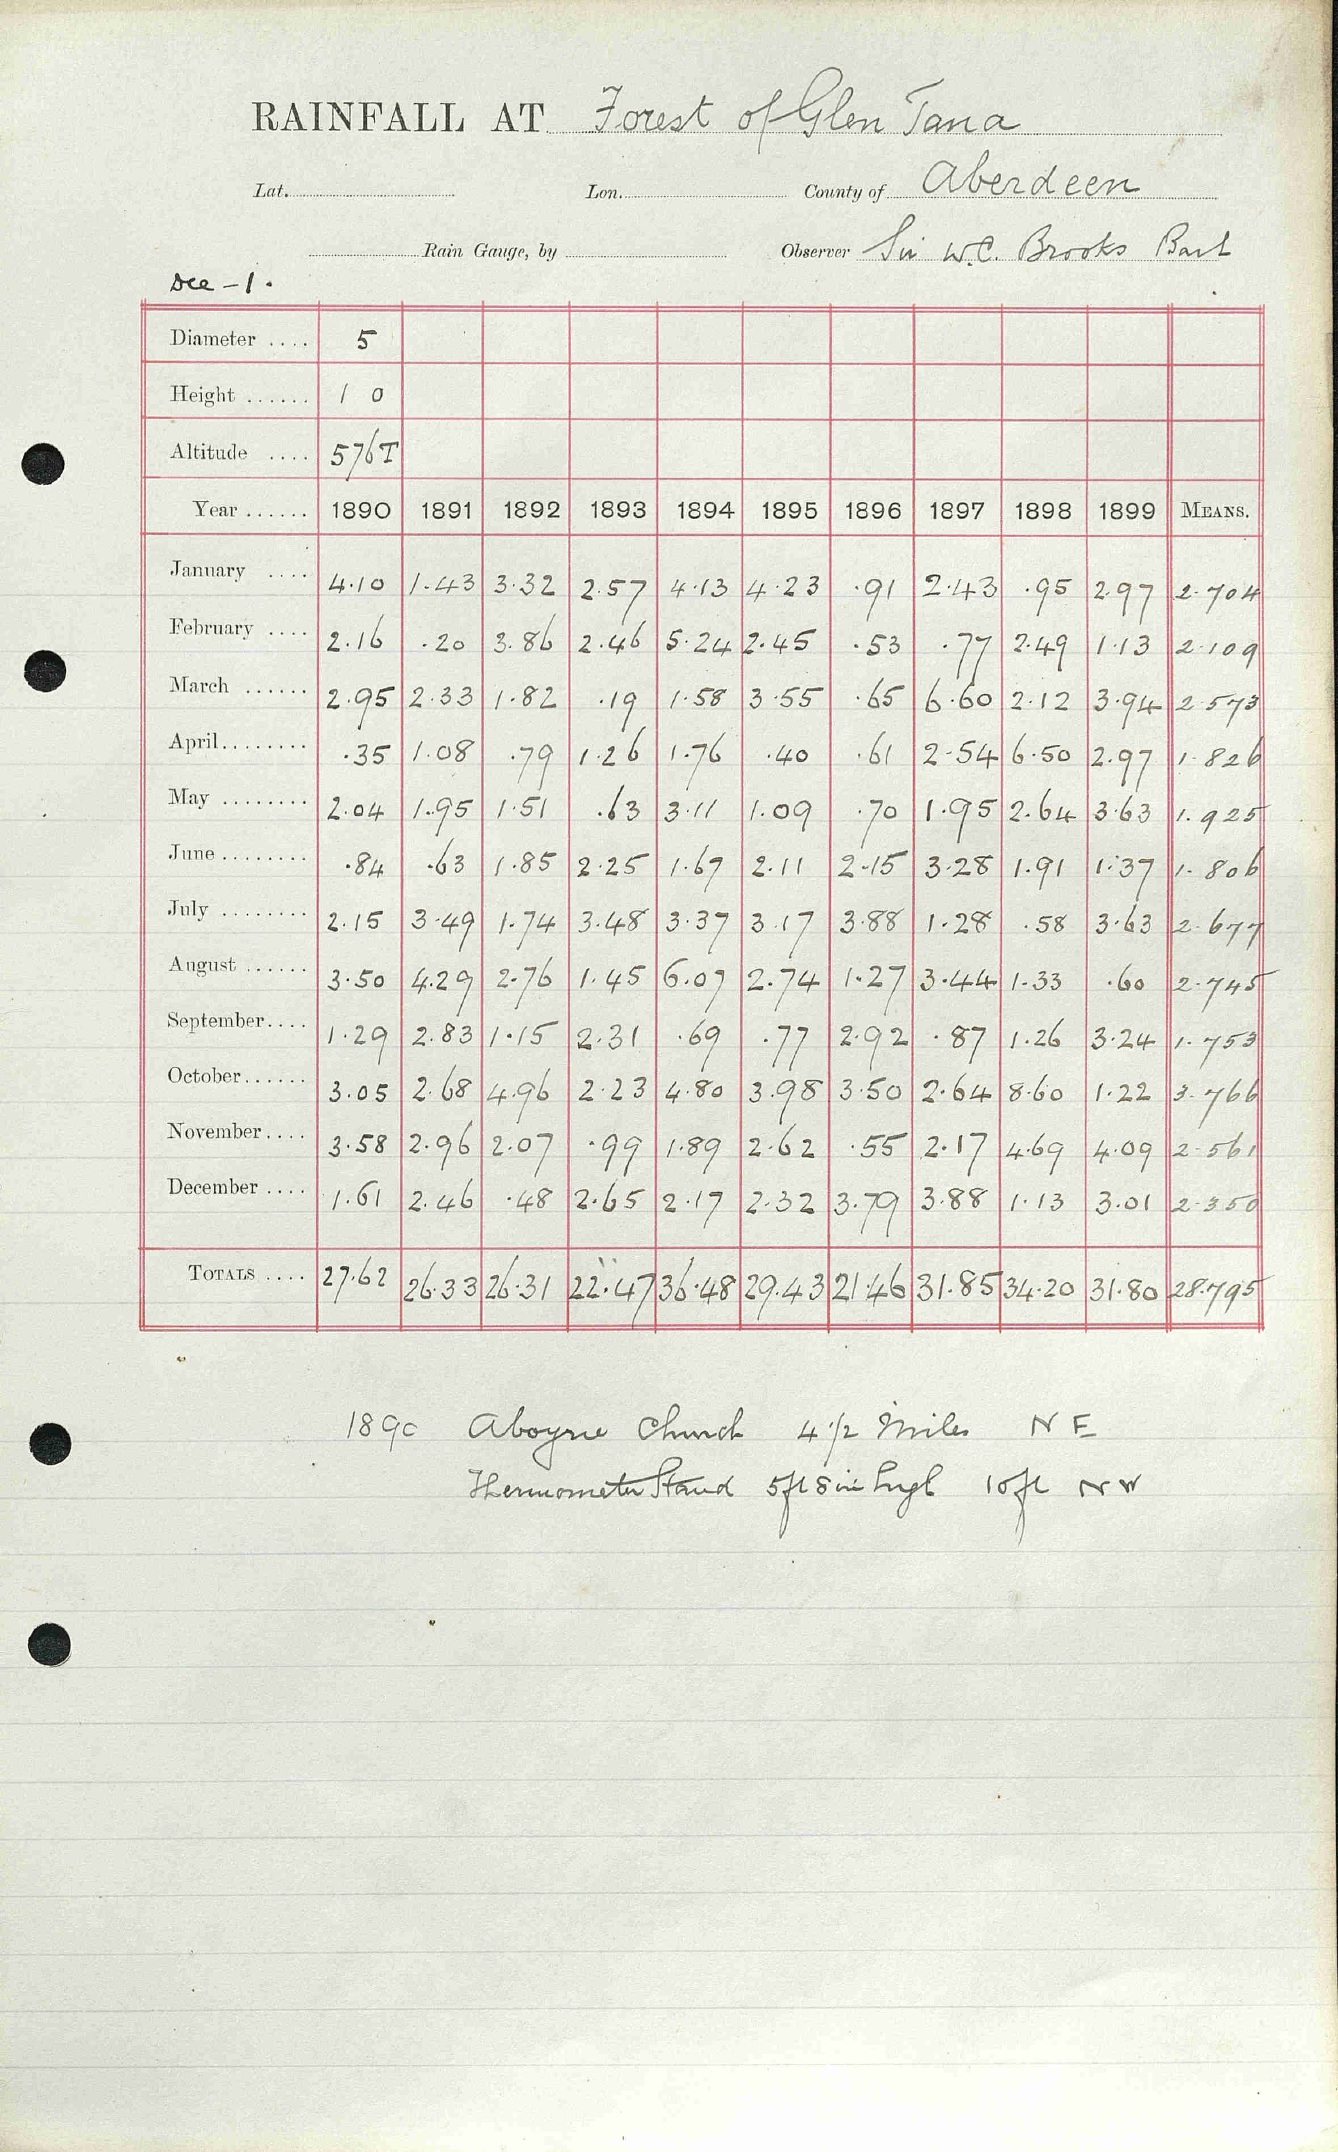 RAINFALL AT Forest of Glen Tana
Lat. Lon. County of Aberdeen
Rain Gauge, by Observer Sir W.C. Brooks Bart
Dee - 1.
Diameter .... 5
Height ...... 1 0
Altitude .... 576T
Year ...... 1890 1891 1892 1893 1894 1895 1896 1897 1898 1899 MEANS.
January .... 4.10 1.43 3.32 2.57 4.13 4.23 .91 2.43 .95 2.97 2.704
February .... 2.16 .20 3.86 2.46 5.24 2.45 .53 .77 2.49 1.13 2.109
March ...... 2.95 2.33 1.82 .19 1.58 3.55 .65 6.60 2.12 3.94 2.573
April........ .35 1.08 .79 1.26 1.76 .40 .61 2.54 6.50 2.97 1.826
May ........ 2.04 1.95 1.51 .63 3.11 1.09 .70 1.95 2.64 3.63 1.925
June ........ .84 .63 1.85 2.25 1.67 2.11 2.15 3.28 1.91 1.37 1.806
July ........ 2.15 3.49 1.74 3.48 3.37 3.17 3.88 1.28 .58 3.63 2.677
August ...... 3.50 4.29 2.76 1.45 6.07 2.74 1.27 3.44 1.33 .60 2.745
September.... 1.29 2.83 1.15 2.31 .69 .77 2.92 .87 1.26 3.24 1.753
October...... 3.05 2.68 4.96 2.23 4.80 3.98 3.50 2.64 8.60 1.22 3.766
November.... 3.58 2.96 2.07 .99 1.89 2.62 .55 2.17 4.69 4.09 2.561
December .... 1.61 2.46 .48 2.65 2.17 2.32 3.79 3.88 1.13 3.01 2.350
TOTALS .... 27.62 26.33 26.31 22.47 36.48 29.43 21.46 31.85 34.20 31.80 28.795
1890 Aboyne Church 4 1/2 Miles N E
Thermometer Stand 5ft 8in high 10ft N W